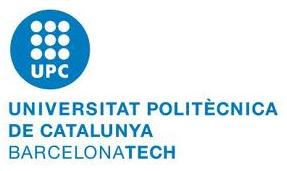 UPC
UNIVERSITAT POLITÈCNICA
DE CATALUNYA
BARCELONATECH